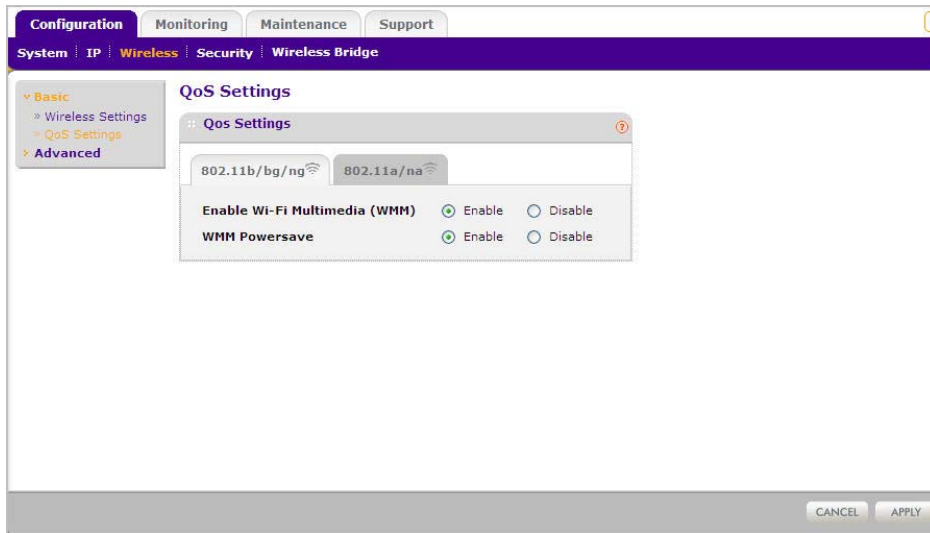 Configuration Monitoring Maintenance Support
System IP Wireless Security Wireless Bridge
Basic
» Wireless Settings
» QoS Settings
Advanced
QoS Settings
Qos Settings ?
802.11b/bg/ng 802.11a/na
Enable Wi-Fi Multimedia (WMM) Enable Disable
WMM Powersave Enable Disable
CANCEL APPLY